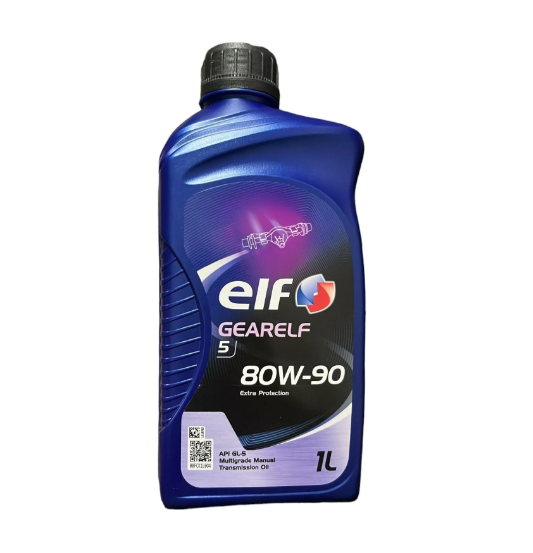 elf
GEARELF
5
80W-90
Extra Protection
API GL-5
Multigrade Manual
Transmission Oil
1L